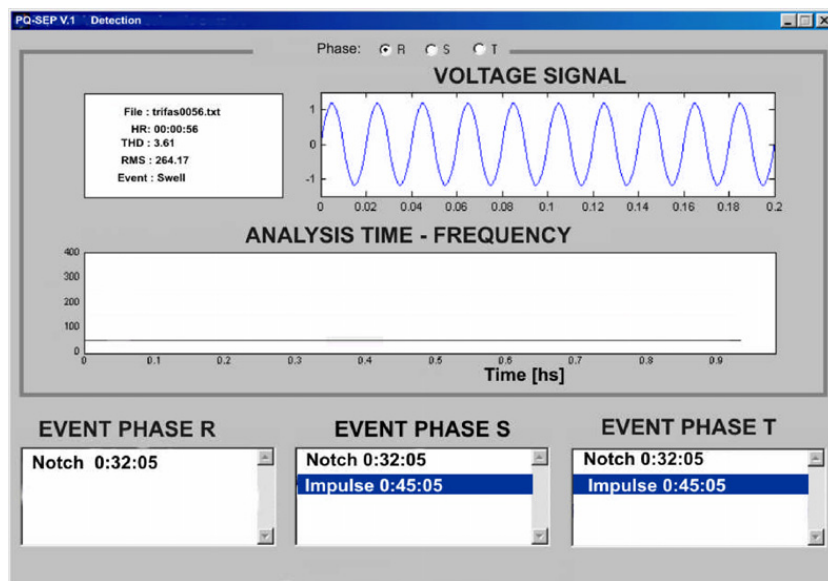 PQ-SEP V.1 Detection
Phase: R S T
VOLTAGE SIGNAL
File : trifas0056.txt
HR: 00:00:56
THD : 3.61
RMS : 264.17
Event : Swell
1
0
-1
0 0.02 0.04 0.06 0.08 0.1 0.12 0.14 0.16 0.18 0.2
ANALYSIS TIME - FREQUENCY
400
300
200
100
0
0 0.1 0.2 0.3 0.4 0.5 0.6 0.7 0.8 0.9
Time [hs]
EVENT PHASE R
Notch 0:32:05
EVENT PHASE S
Notch 0:32:05
Impulse 0:45:05
EVENT PHASE T
Notch 0:32:05
Impulse 0:45:05